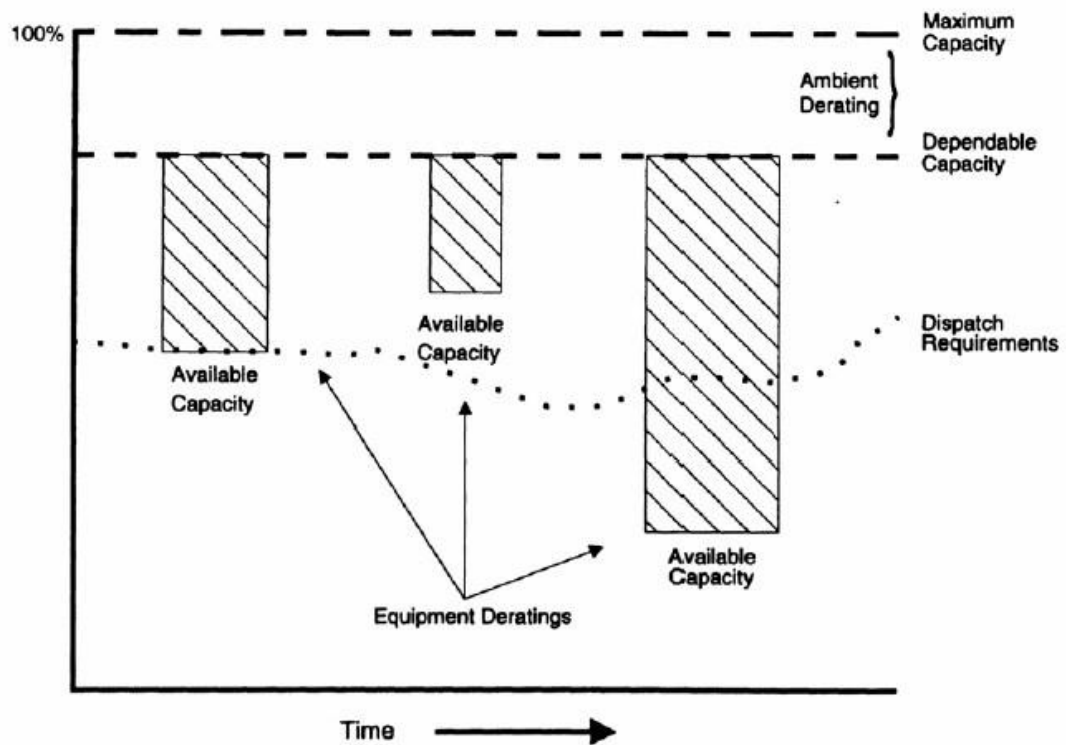 100%
Maximum
Capacity
Ambient
Derating
Dependable
Capacity
Dispatch
Requirements
Available
Capacity
Available
Capacity
Available
Capacity
Equipment Deratings
Time